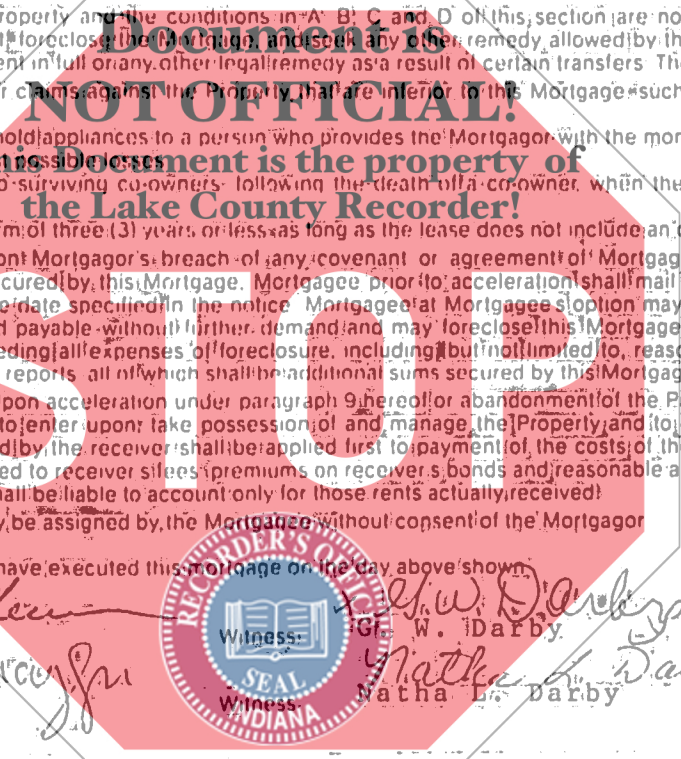 roperty and the conditions in A, B, C and D of this section are no
foreclose the Mortgage, and seek any other remedy allowed by th
Document is
ent in full or any other legal remedy as a result of certain transfers. Th
r claims against the Property that are inferior to this Mortgage such
NOT OFFICIAL!
hold appliances to a person who provides the Mortgagor with the mor
possible losses
is Document is the property of
surviving co-owners following the death of a co-owner, when the
the Lake County Recorder!
rm of three (3) years or less as long as the lease does not include an
Mortgagor's breach of any covenant or agreement of Mortgag
cured by this Mortgage, Mortgagee prior to acceleration shall mail
date specified in the notice Mortgagee at Mortgagee's option may
d payable without further demand and may foreclose this Mortgage
eding all expenses of foreclosure, including but not limited to, reaso
reports all of which shall be additional sums secured by this Mortgag
STOP
pon acceleration under paragraph 9 hereof or abandonment of the P
to enter upon take possession of and manage the Property and to
d by the receiver shall be applied first to payment of the costs of th
ed to receiver's fees premiums on receiver's bonds and reasonable a
hall be liable to account only for those rents actually received
y be assigned by the Mortgagee without consent of the Mortgagor
have executed this mortgage on the day above shown
RECORDER'S OFFICE
SEAL
INDIANA
Witness:
W. Darby
Natha L. Da
Witness:
Natha L. Darby